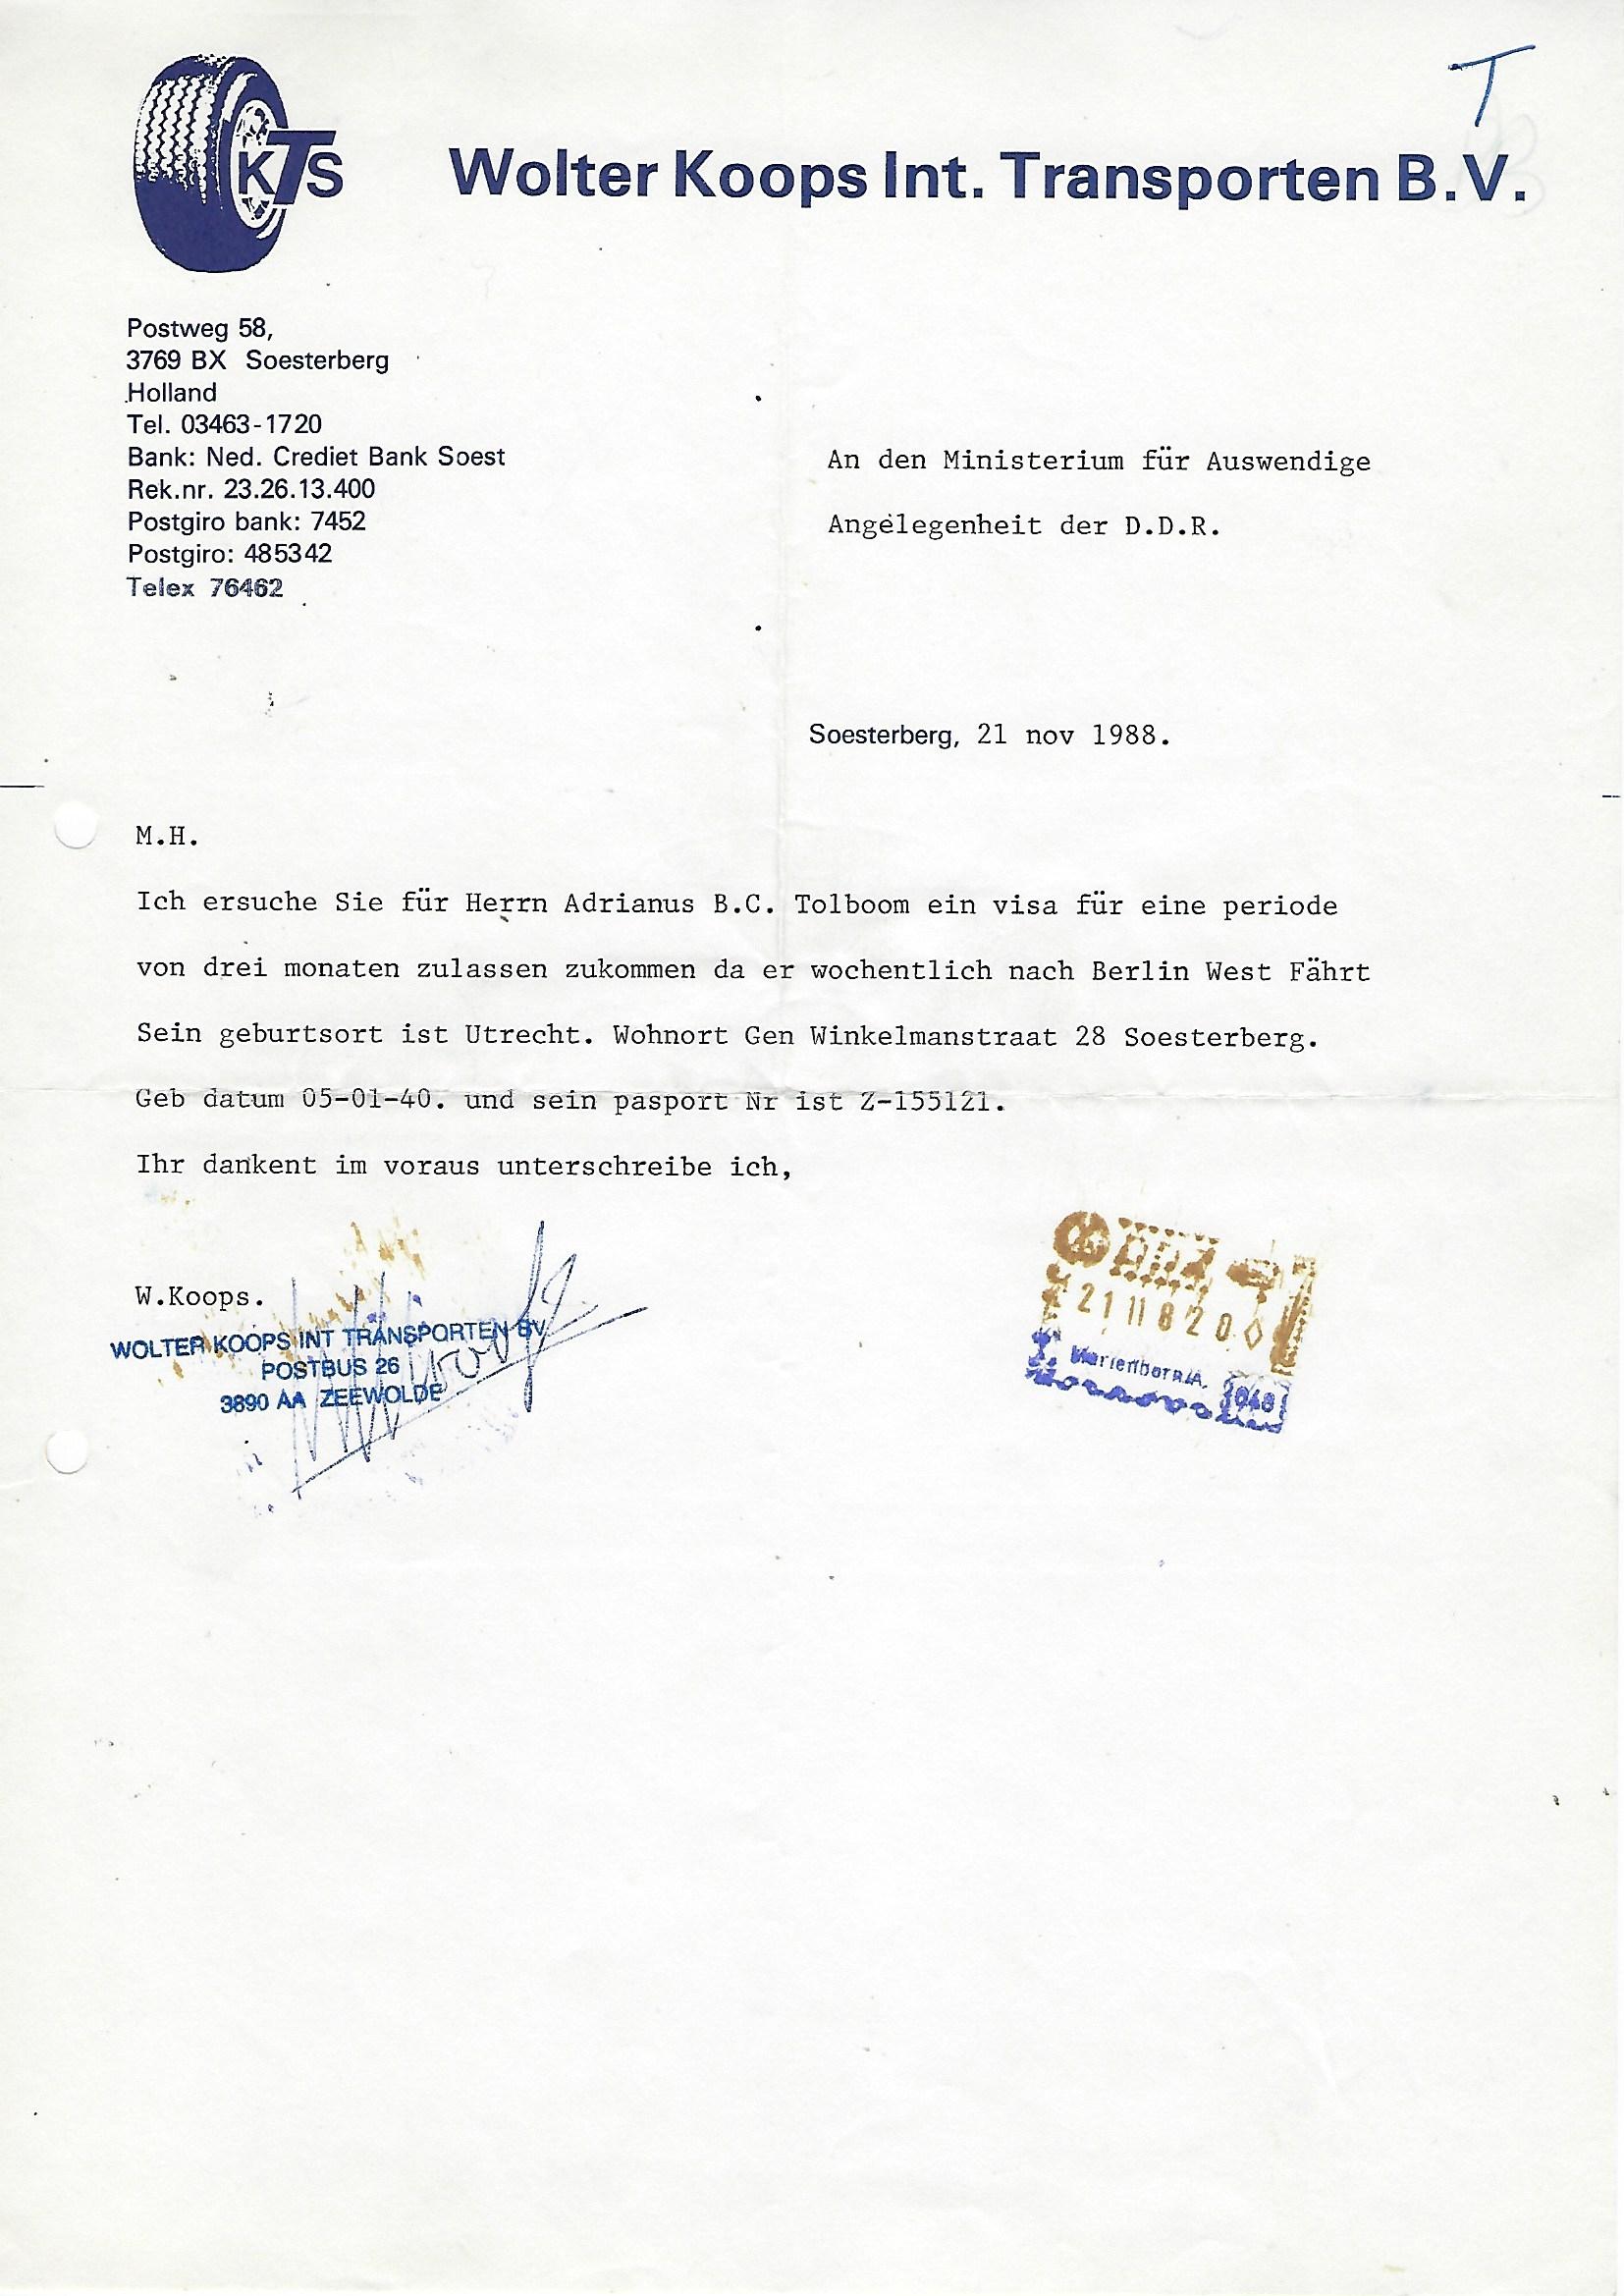 T
KTS
Wolter Koops Int. Transporten B.V.
Postweg 58,
3769 BX Soesterberg
Holland
Tel. 03463-1720
Bank: Ned. Crediet Bank Soest
Rek.nr. 23.26.13.400
Postgiro bank: 7452
Postgiro: 485342
Telex 76462
An den Ministerium für Auswendige
Angelegenheit der D.D.R.
Soesterberg, 21 nov 1988.
M.H.
Ich ersuche Sie für Herrn Adrianus B.C. Tolboom ein visa für eine periode
von drei monaten zulassen zukommen da er wochentlich nach Berlin West Fährt
Sein geburtsort ist Utrecht. Wohnort Gen Winkelmanstraat 28 Soesterberg.
Geb datum 05-01-40. und sein pasport Nr ist Z-155121.
Ihr dankent im voraus unterschreibe ich,
W.Koops.
WOLTER KOOPS INT TRANSPORTEN BV
POSTBUS 26
3890 AA ZEEWOLDE
21 11 8 20
Marienborn/A.